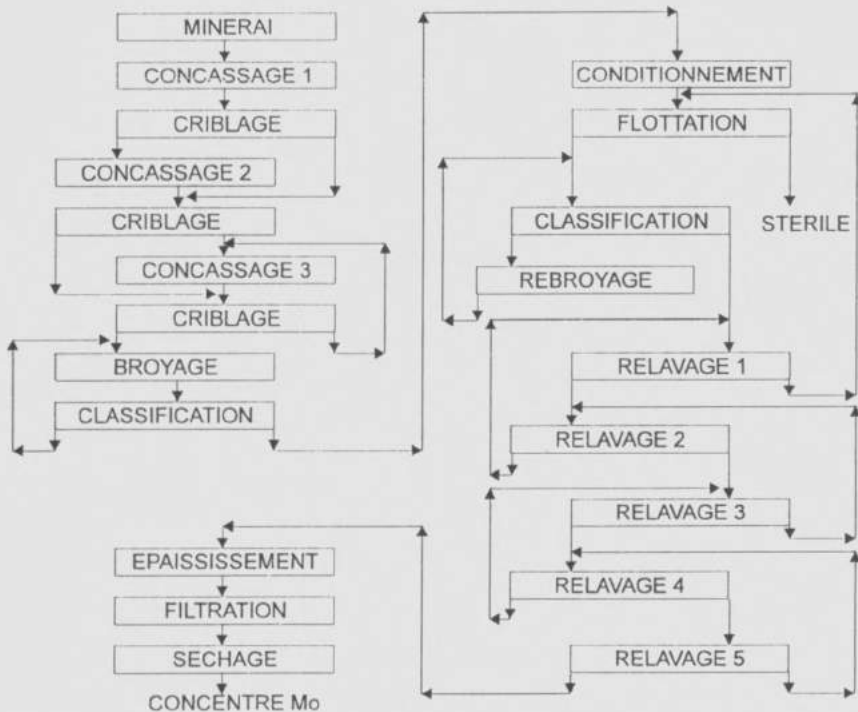 MINERAI
CONCASSAGE 1
CRIBLAGE
CONCASSAGE 2
CRIBLAGE
CONCASSAGE 3
CRIBLAGE
BROYAGE
CLASSIFICATION
CONDITIONNEMENT
FLOTTATION
CLASSIFICATION
STERILE
REBROYAGE
RELAVAGE 1
RELAVAGE 2
RELAVAGE 3
RELAVAGE 4
RELAVAGE 5
EPAISSISSEMENT
FILTRATION
SECHAGE
CONCENTRE Mo